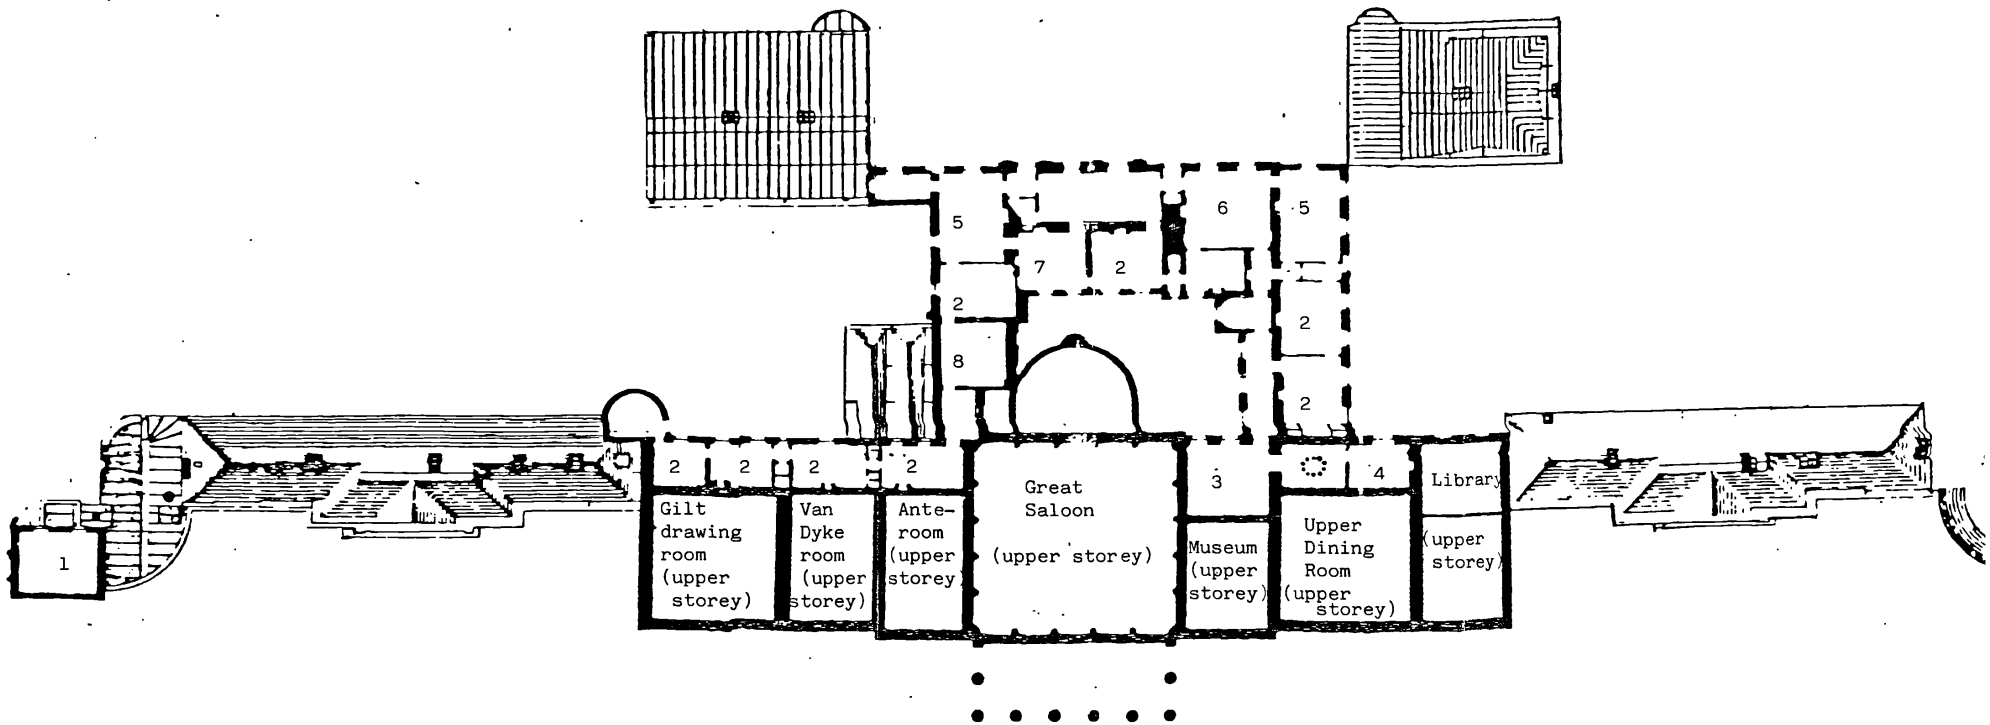 5
6
5
7
2
2
2
8
2
2
2
2
2
3
4
Library
(upper
storey)
Great
Saloon
(upper storey)
Gilt
drawing
room
(upper
storey)
Van
Dyke
room
(upper
storey)
Ante-
room
(upper
storey)
Museum
(upper
storey)
Upper
Dining
Room
(upper
storey)
1